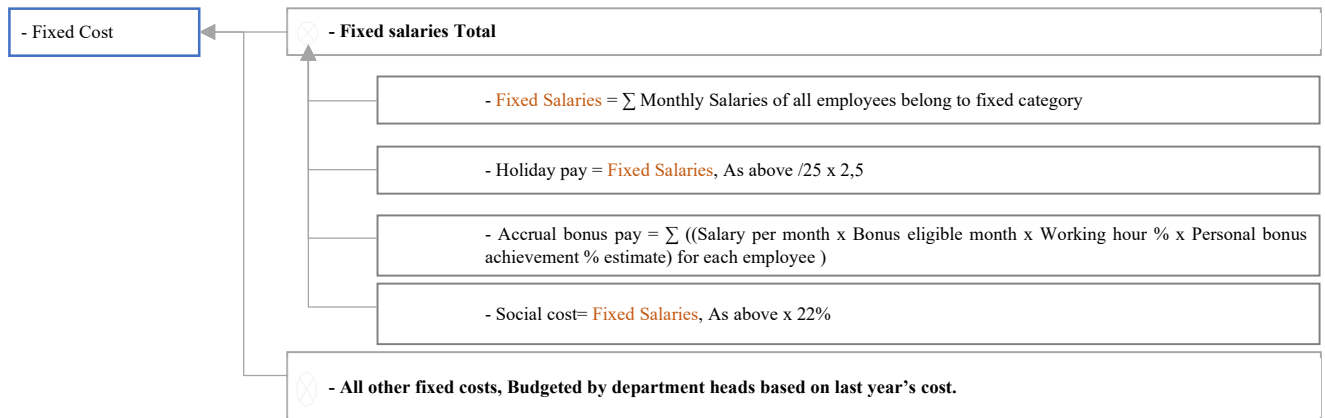 - Fixed Cost
- Fixed salaries Total
- Fixed Salaries = ∑ Monthly Salaries of all employees belong to fixed category
- Holiday pay = Fixed Salaries, As above /25 x 2,5
- Accrual bonus pay = ∑ ((Salary per month x Bonus eligible month x Working hour % x Personal bonus
achievement % estimate) for each employee )
- Social cost= Fixed Salaries, As above x 22%
- All other fixed costs, Budgeted by department heads based on last year’s cost.